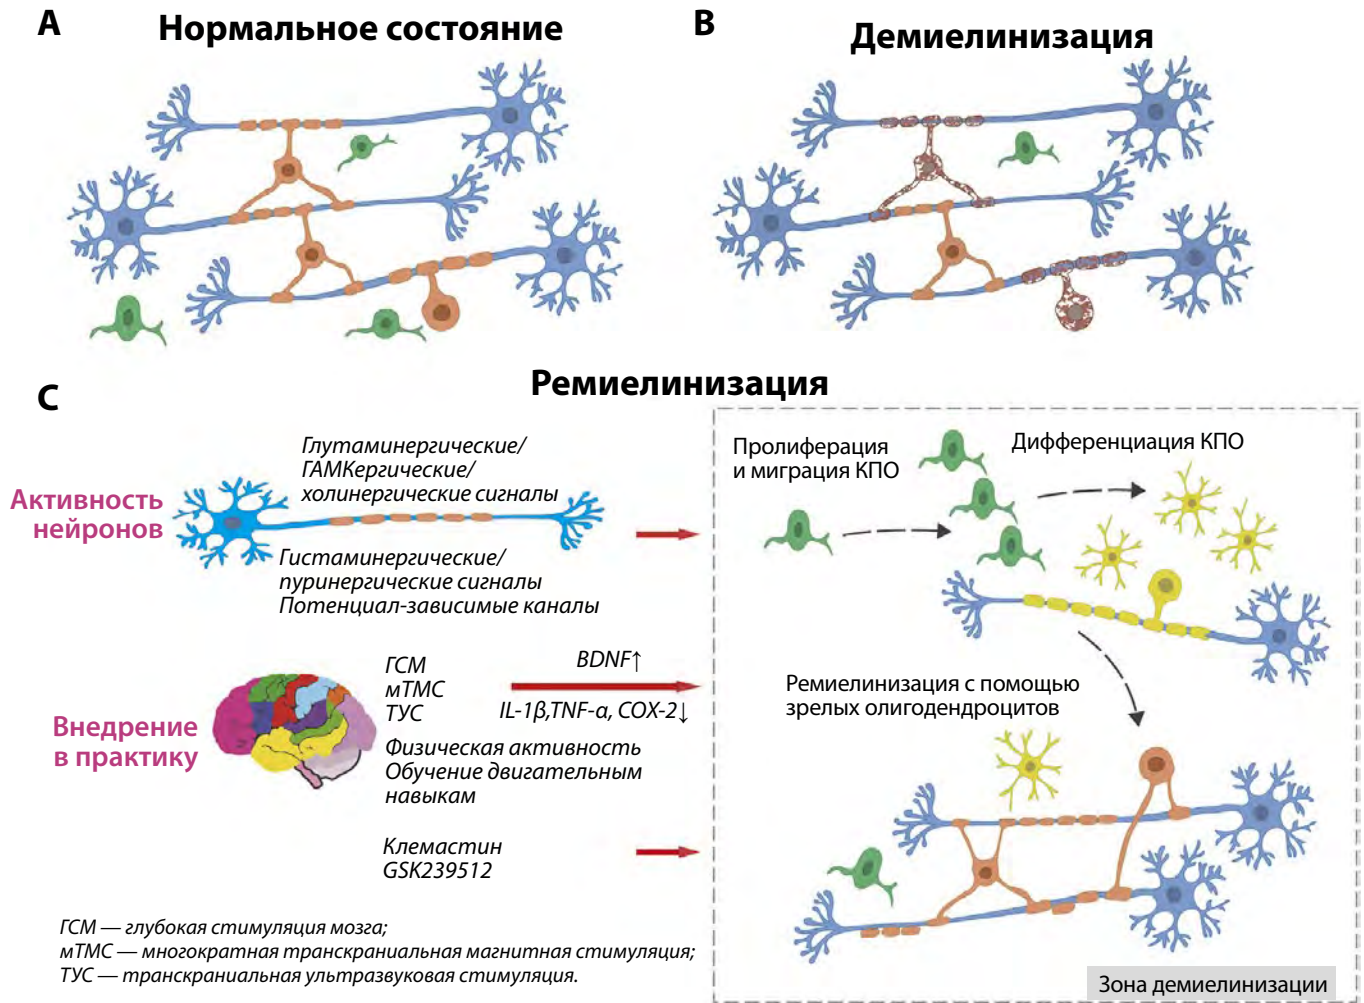 A
Нормальное состояние
B
Демиелинизация
C
Ремиелинизация
Активность
нейронов
Глутаминергические/
ГАМКергические/
холинергические сигналы
Гистаминергические/
пуринергические сигналы
Потенциал-зависимые каналы
Внедрение
в практику
ГСМ
мТМС
ТУС
BDNF↑
IL-1β,TNF-α, COX-2↓
Физическая активность
Обучение двигательным
навыкам
Клемастин
GSK239512
ГСМ — глубокая стимуляция мозга;
мТМС — многократная транскраниальная магнитная стимуляция;
ТУС — транскраниальная ультразвуковая стимуляция.
Пролиферация
и миграция КПО
Дифференциация КПО
Ремиелинизация с помощью
зрелых олигодендроцитов
Зона демиелинизации